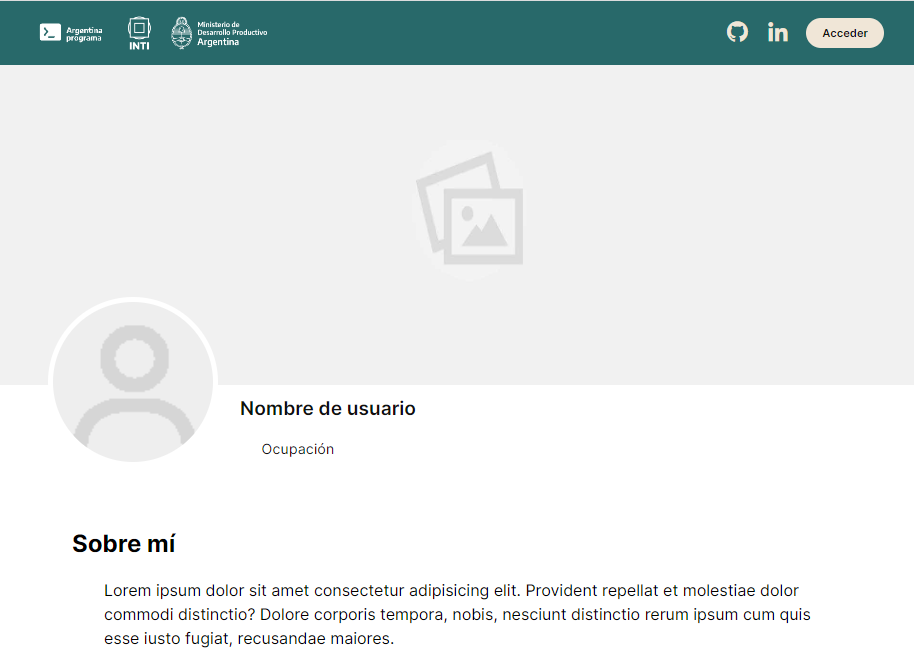 Argentina
programa
INTI
Ministerio de
Desarrollo Productivo
Argentina
in
Acceder
Nombre de usuario
Ocupación
Sobre mí
Lorem ipsum dolor sit amet consectetur adipisicing elit. Provident repellat et molestiae dolor
commodi distinctio? Dolore corporis tempora, nobis, nesciunt distinctio rerum ipsum cum quis
esse iusto fugiat, recusandae maiores.